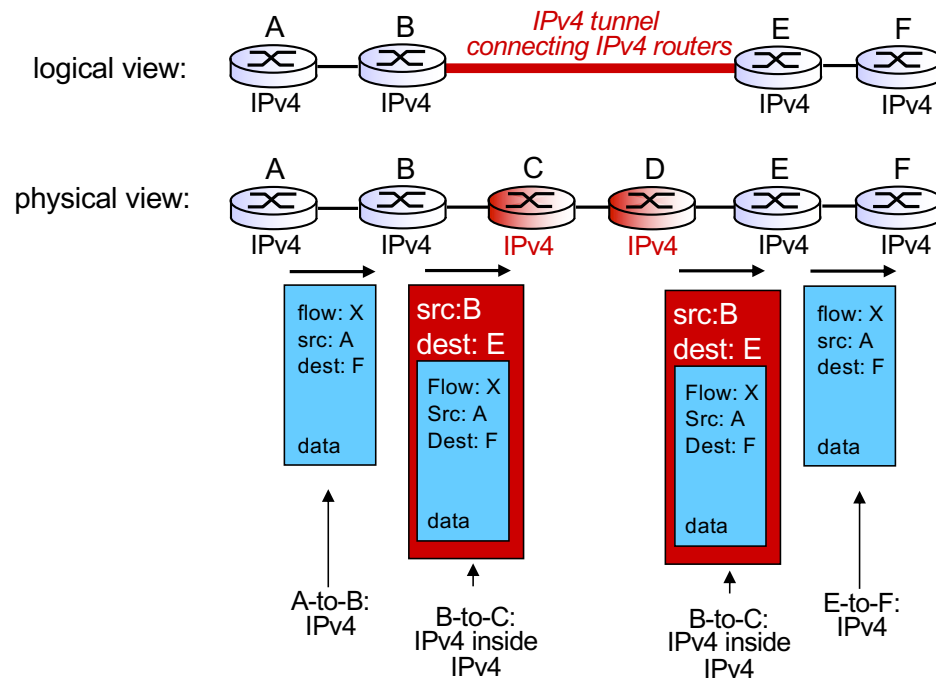 A
B
IPv4 tunnel
connecting IPv4 routers
E
F
logical view:
IPv4
IPv4
IPv4
IPv4
A
B
C
D
E
F
physical view:
IPv4
IPv4
IPv4
IPv4
IPv4
IPv4
flow: X
src: A
dest: F
data
src:B
dest: E
Flow: X
Src: A
Dest: F
data
src:B
dest: E
Flow: X
Src: A
Dest: F
data
flow: X
src: A
dest: F
data
A-to-B:
IPv4
B-to-C:
IPv4 inside
IPv4
B-to-C:
IPv4 inside
IPv4
E-to-F:
IPv4